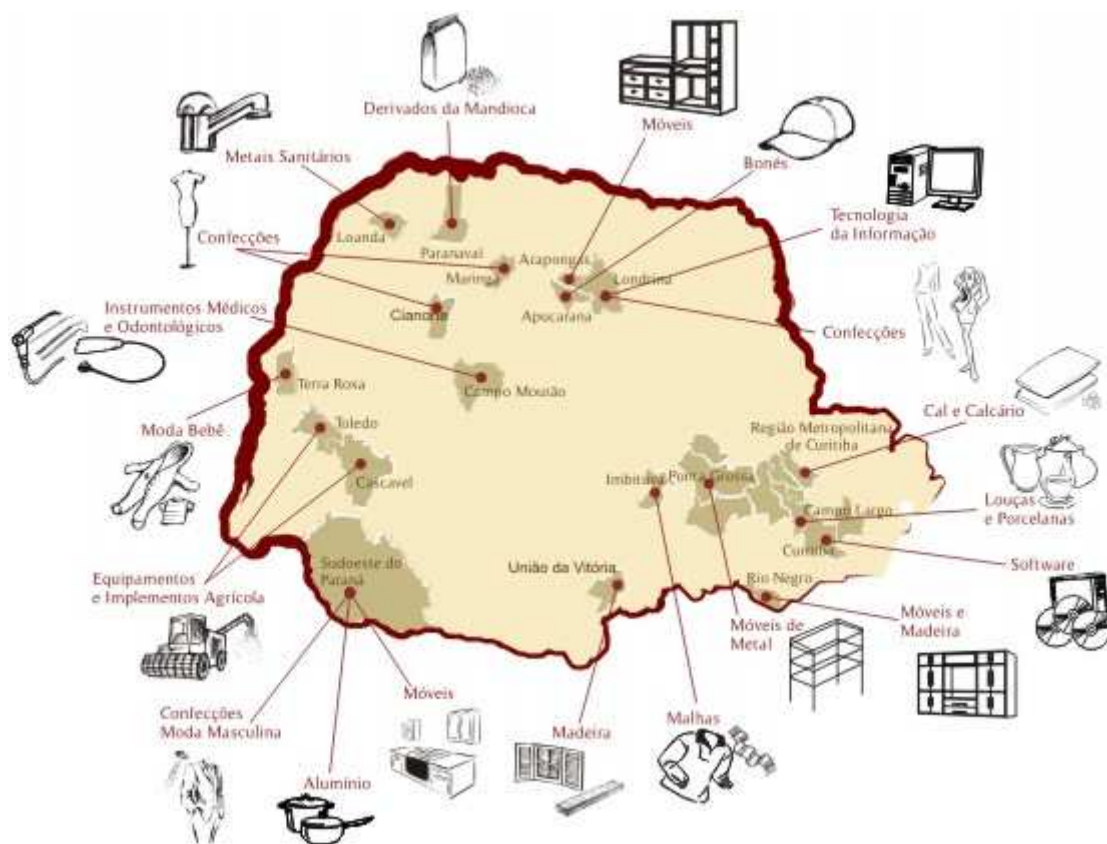 Derivados da Mandioca
Móveis
Bonés
Metais Sanitários
Tecnologia
da Informação
Confecções
Loanda
Paranavaí
Maringá
Arapongas
Londrina
Instrumentos Médicos
e Odontológicos
Cianorte
Apucarana
Confecções
Terra Roxa
Campo Mourão
Cal e Calcário
Moda Bebê
Toledo
Região Metropolitana
de Curitiba
Cascavel
Imbituva
Ponta Grossa
Campo Largo
Louças
e Porcelanas
Curitiba
Software
Sudoeste do
Paraná
União da Vitória
Rio Negro
Equipamentos
e Implementos Agrícola
Móveis de
Metal
Móveis e
Madeira
Móveis
Confecções
Moda Masculina
Madeira
Malhas
Alumínio